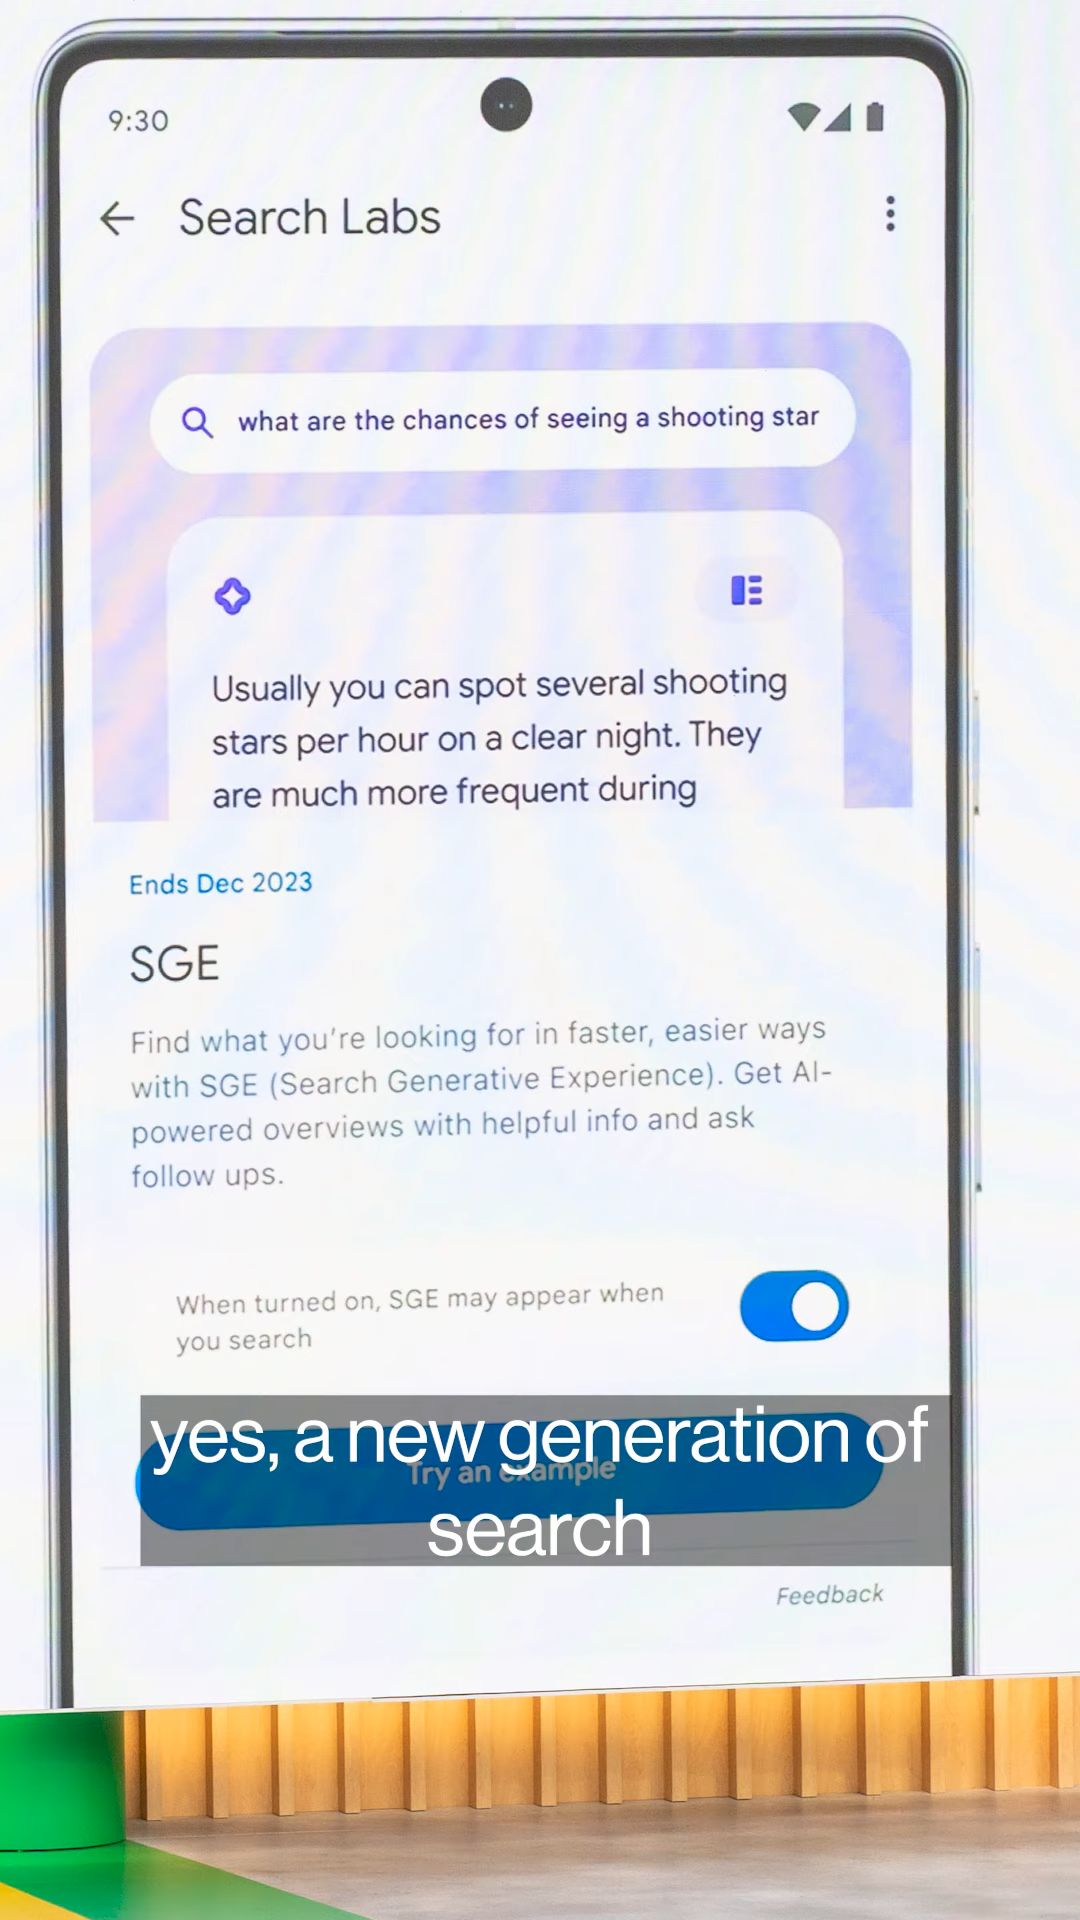 9:30
Search Labs
what are the chances of seeing a shooting star
Usually you can spot several shooting
stars per hour on a clear night. They
are much more frequent during
Ends Dec 2023
SGE
Find what you're looking for in faster, easier ways
with SGE (Search Generative Experience). Get AI-
powered overviews with helpful info and ask
follow ups.
When turned on, SGE may appear when
you search
yes, a new generation of
Try an example
search
Feedback